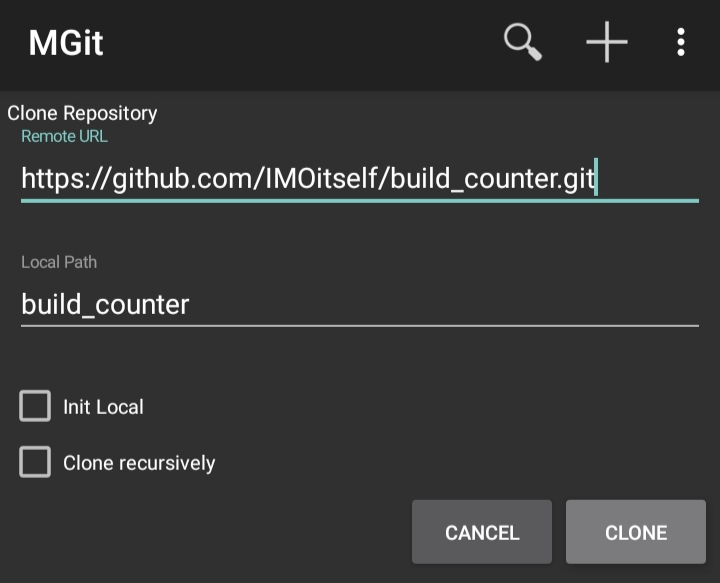 MGit
Clone Repository
Remote URL
https://github.com/IMOitself/build_counter.git
Local Path
build_counter
Init Local
Clone recursively
CANCEL CLONE